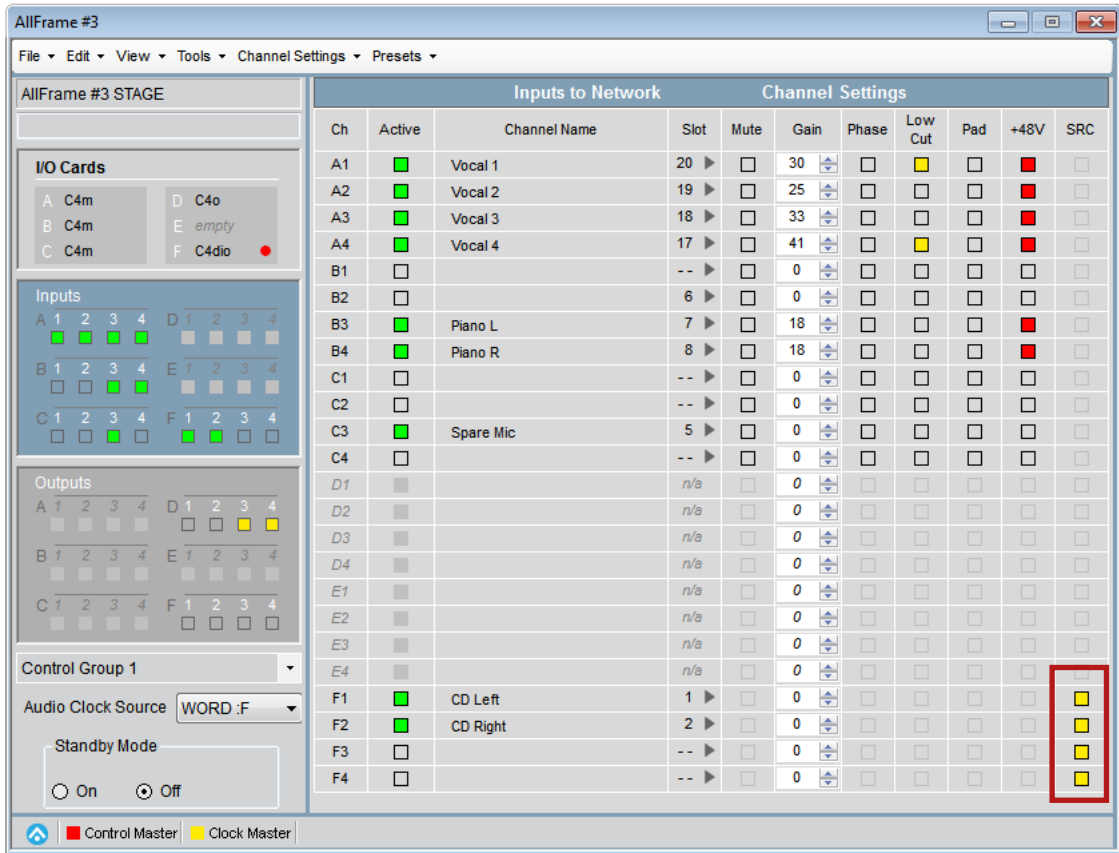 AllFrame #3
File Edit View Tools Channel Settings Presets
AllFrame #3 STAGE
I/O Cards
A C4m D C4o
B C4m E empty
C C4m F C4dio
Inputs
A 1 2 3 4 D 1 2 3 4
B 1 2 3 4 E 1 2 3 4
C 1 2 3 4 F 1 2 3 4
Outputs
A 1 2 3 4 D 1 2 3 4
B 1 2 3 4 E 1 2 3 4
C 1 2 3 4 F 1 2 3 4
Control Group 1
Audio Clock Source WORD :F
Standby Mode
On Off
Inputs to Network Channel Settings
Ch Active Channel Name Slot Mute Gain Phase Low Cut Pad +48V SRC
A1 Vocal 1 20 30
A2 Vocal 2 19 25
A3 Vocal 3 18 33
A4 Vocal 4 17 41
B1 -- 0
B2 6 0
B3 Piano L 7 18
B4 Piano R 8 18
C1 -- 0
C2 -- 0
C3 Spare Mic 5 0
C4 -- 0
D1 n/a 0
D2 n/a 0
D3 n/a 0
D4 n/a 0
E1 n/a 0
E2 n/a 0
E3 n/a 0
E4 n/a 0
F1 CD Left 1 0
F2 CD Right 2 0
F3 -- 0
F4 -- 0
Control Master Clock Master